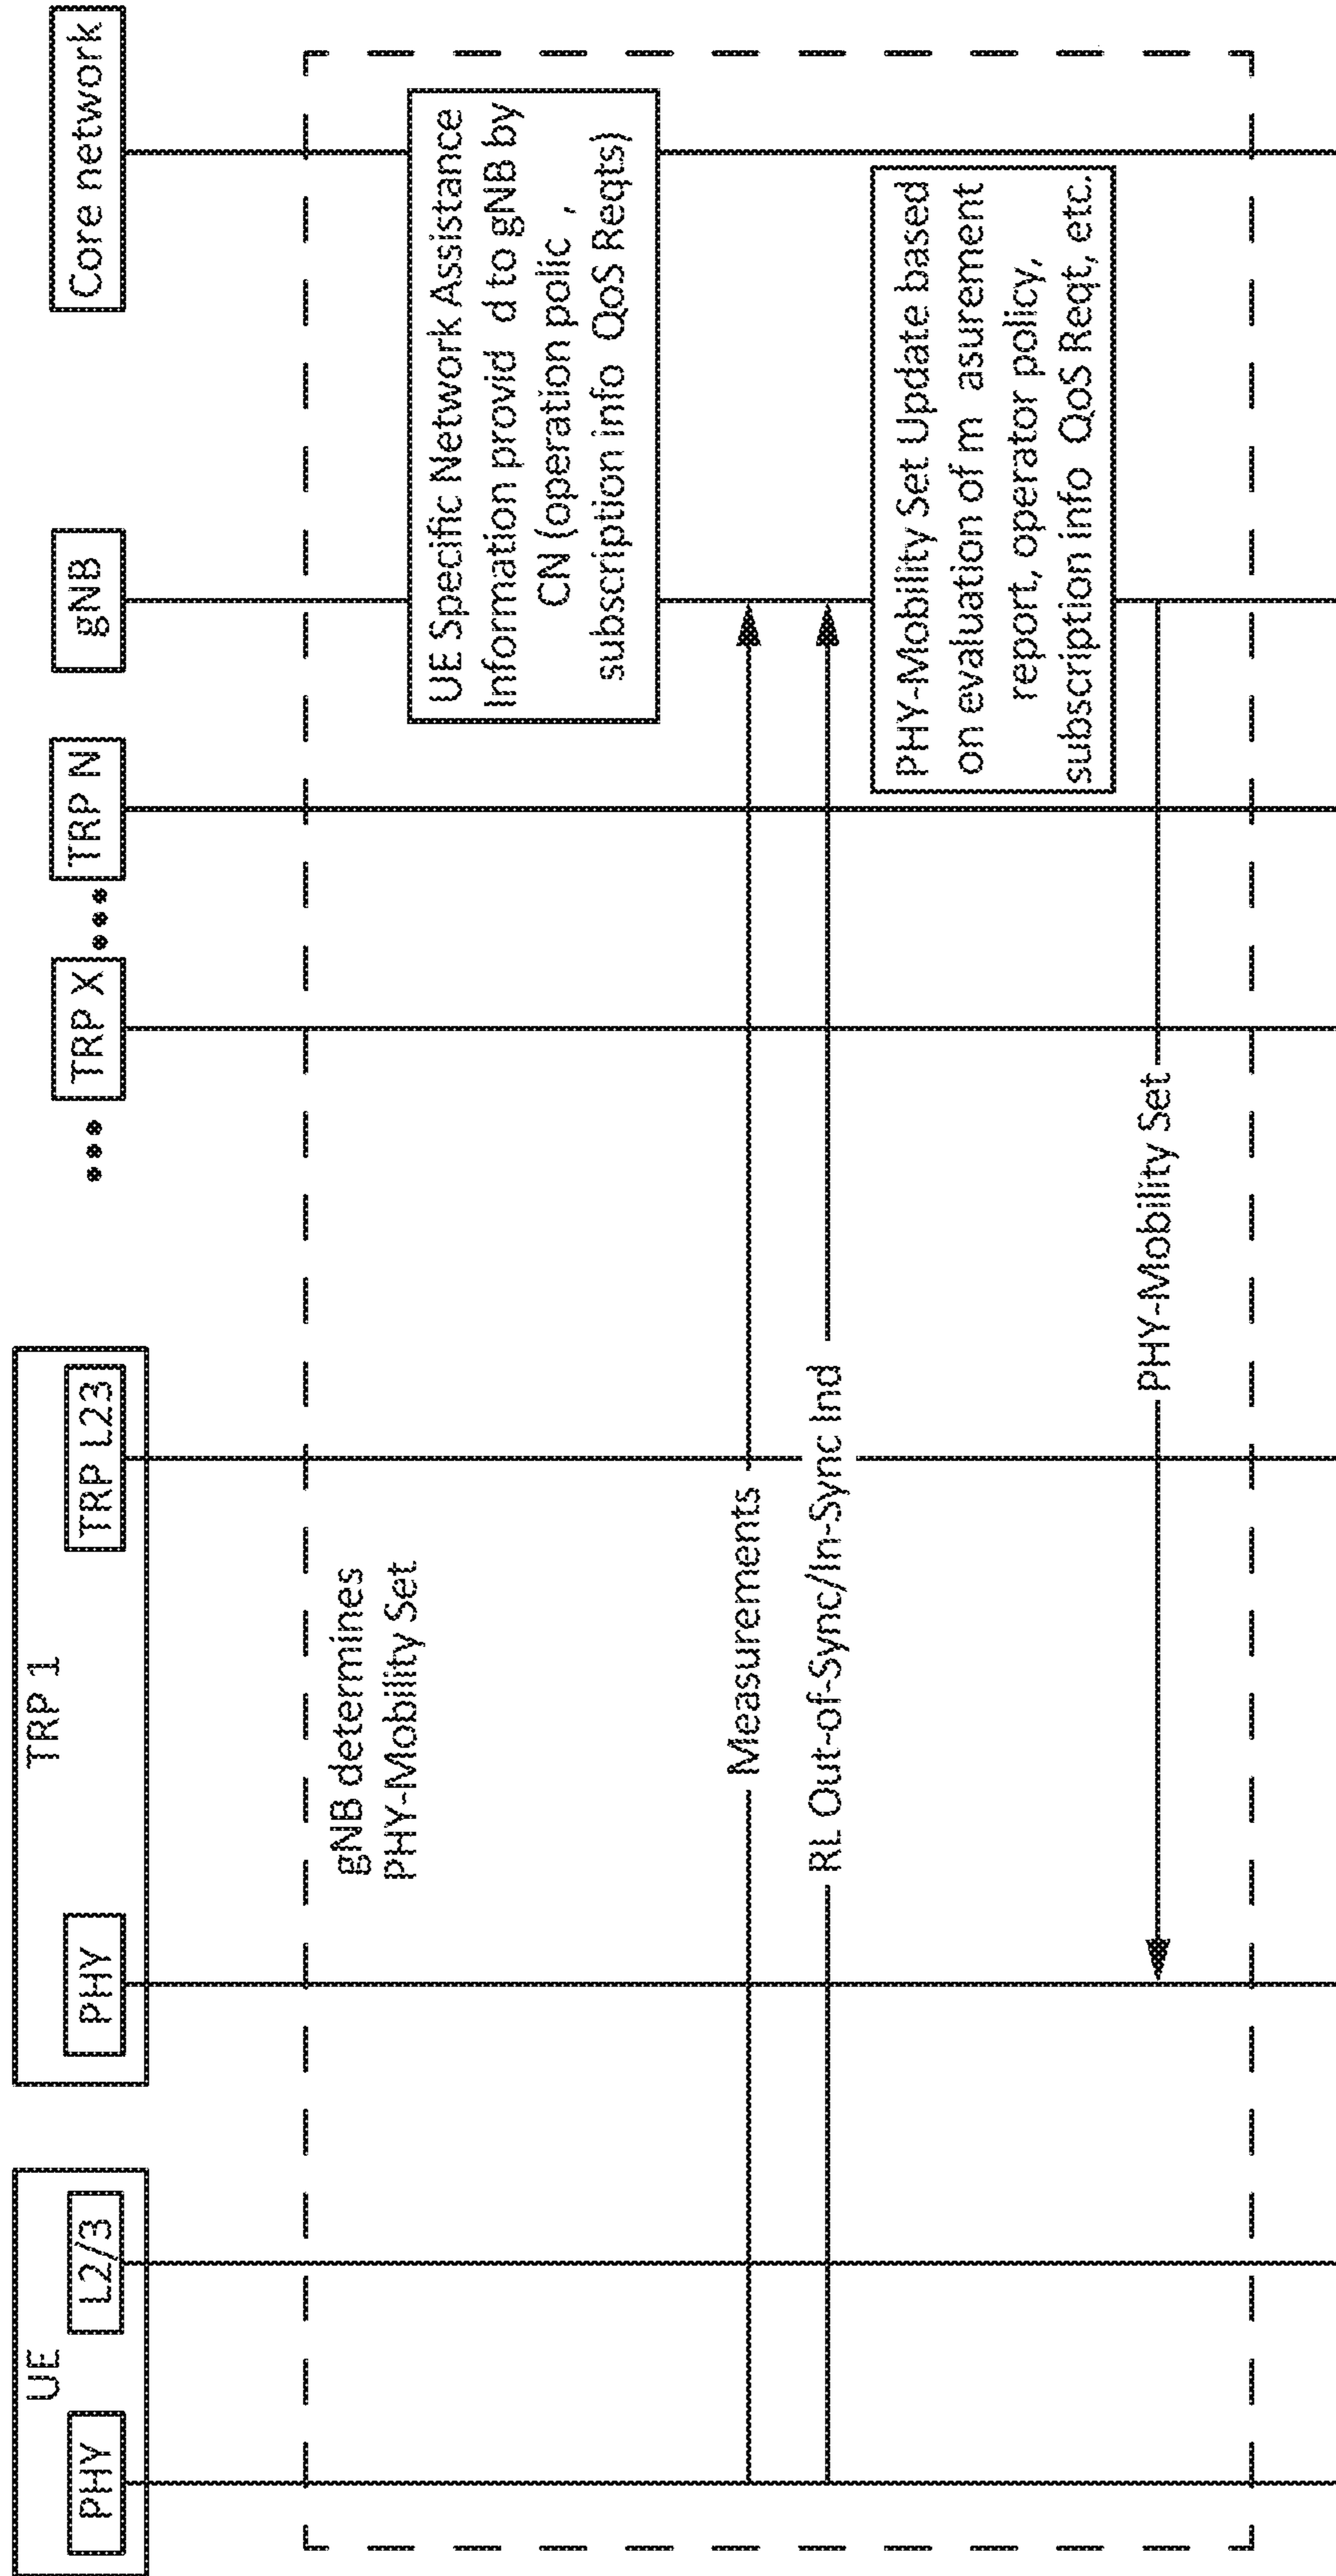 UE
PHY
L2/3
TRP 1
PHY
TRP L23
TRP X
TRP N
gNB
Core network
gNB determines
PHY-Mobility Set
UE Specific Network Assistance
Information provid d to gNB by
CN (operation polic ,
subscription info QoS Reqts)
Measurements
RL Out-of-Sync/In-Sync Ind
PHY-Mobility Set Update based
on evaluation of m asurement
report, operator policy,
subscription info QoS Reqt, etc.
PHY-Mobility Set